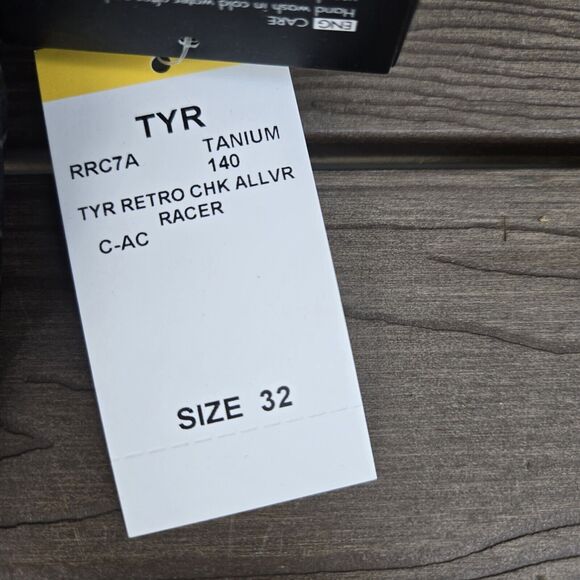 ENG CARE
Hand wash in cold water
TYR
TANIUM
RRC7A 140
TYR RETRO CHK ALLVR
RACER
C-AC
SIZE 32